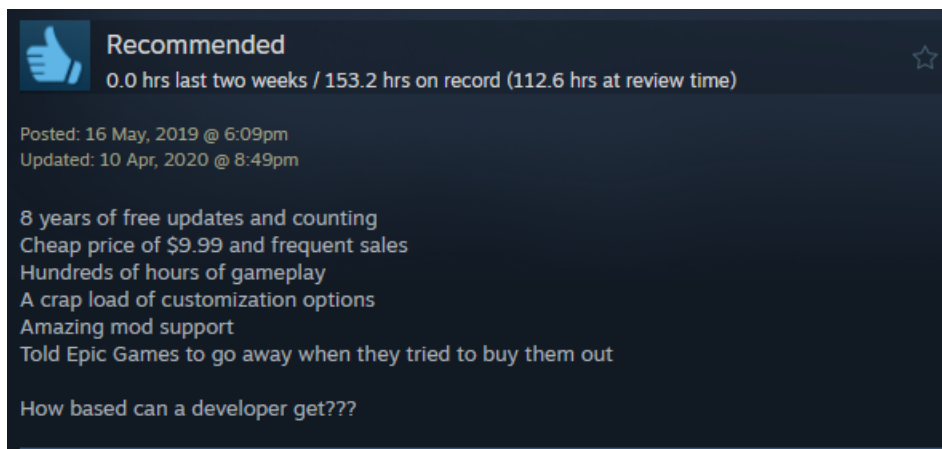 Recommended
0.0 hrs last two weeks / 153.2 hrs on record (112.6 hrs at review time)
Posted: 16 May, 2019 @ 6:09pm
Updated: 10 Apr, 2020 @ 8:49pm
8 years of free updates and counting
Cheap price of $9.99 and frequent sales
Hundreds of hours of gameplay
A crap load of customization options
Amazing mod support
Told Epic Games to go away when they tried to buy them out
How based can a developer get???